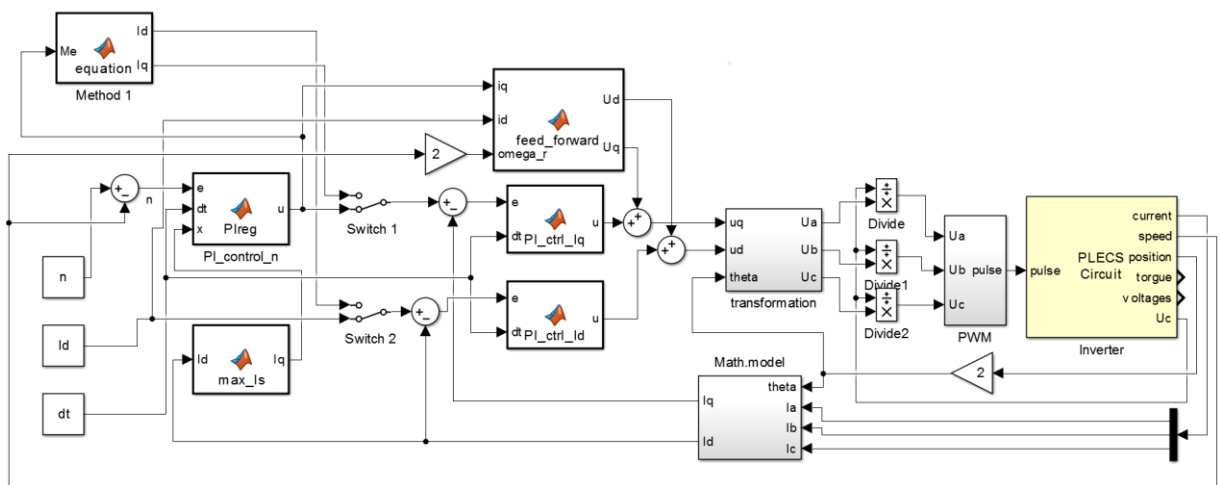 Id
Me
Iq
equation
Method 1
iq
Ud
id
feed_forward
2
Uq
omega_r
e
n
dt
u
PIreg
x
PI_control_n
Switch 1
e
u
dt
PI_ctrl_Iq
uq
Ua
ud
Ub
theta
Uc
transformation
Divide
Divide1
Divide2
Ua
Ub
pulse
Uc
PWM
current
speed
pulse
PLECS
position
Circuit
torgue
voltages
Uc
Inverter
n
Id
dt
Switch 2
e
u
dt
PI_ctrl_Id
Id
Iq
max_Is
Math.model
theta
Iq
Ia
Ib
Id
Ic
2